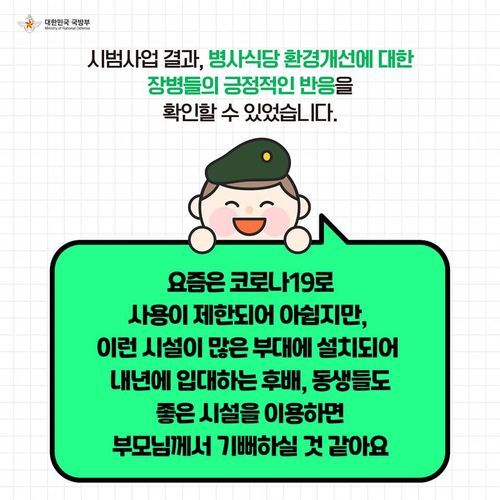 대한민국 국방부
Ministry of National Defense
시범사업 결과, 병사식당 환경개선에 대한
장병들의 긍정적인 반응을
확인할 수 있었습니다.
요즘은 코로나19로
사용이 제한되어 아쉽지만,
이런 시설이 많은 부대에 설치되어
내년에 입대하는 후배, 동생들도
좋은 시설을 이용하면
부모님께서 기뻐하실 것 같아요